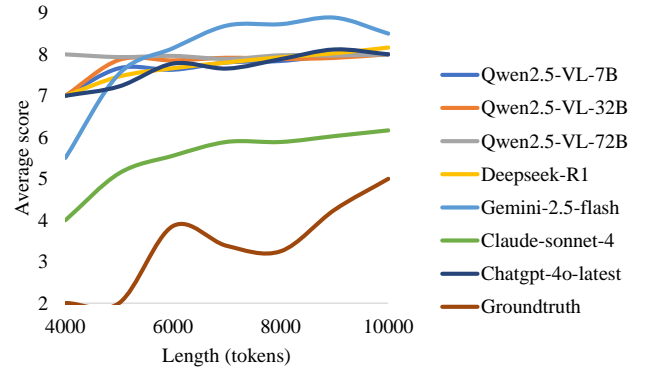 9
8
7
6
5
4
3
2
Average score
4000 6000 8000 10000
Length (tokens)
Qwen2.5-VL-7B
Qwen2.5-VL-32B
Qwen2.5-VL-72B
Deepseek-R1
Gemini-2.5-flash
Claude-sonnet-4
Chatgpt-4o-latest
Groundtruth